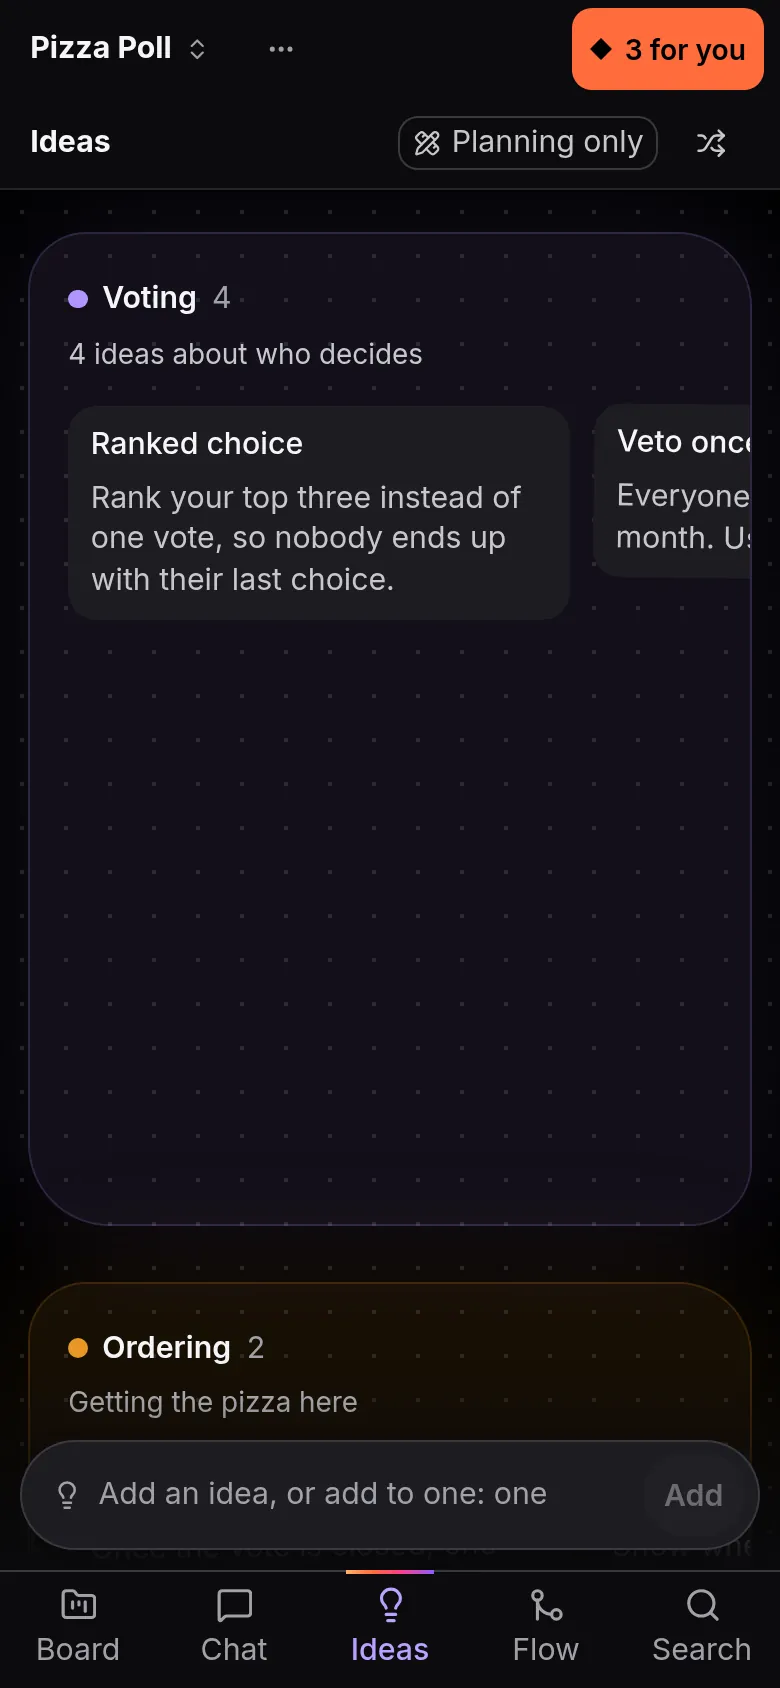 Pizza Poll
3 for you
Ideas
Planning only
Voting 4
4 ideas about who decides
Ranked choice
Rank your top three instead of
one vote, so nobody ends up
with their last choice.
Veto once
Everyone
month.
Ordering 2
Getting the pizza here
Add an idea, or add to one: one
Add
Board
Chat
Ideas
Flow
Search